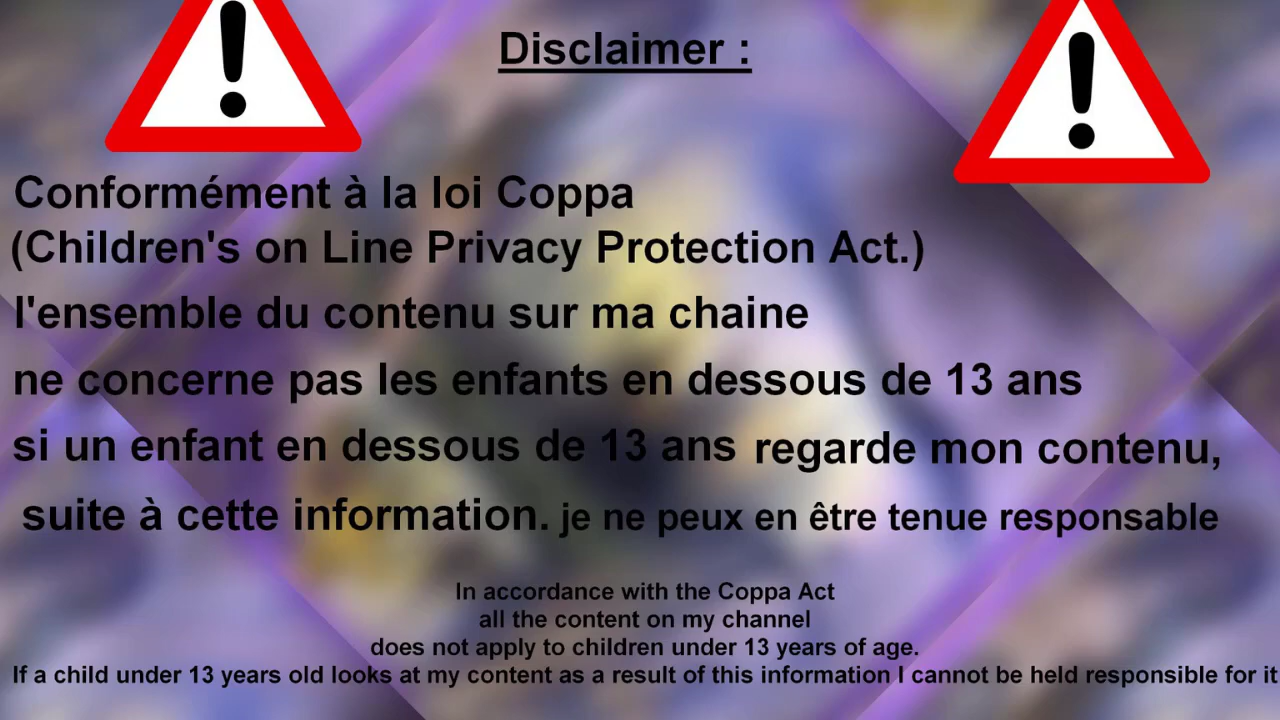 Disclaimer :
Conformément à la loi Coppa
(Children's on Line Privacy Protection Act.)
l'ensemble du contenu sur ma chaine
ne concerne pas les enfants en dessous de 13 ans
si un enfant en dessous de 13 ans regarde mon contenu,
suite à cette information. je ne peux en être tenue responsable
In accordance with the Coppa Act
all the content on my channel
does not apply to children under 13 years of age.
If a child under 13 years old looks at my content as a result of this information I cannot be held responsible for it